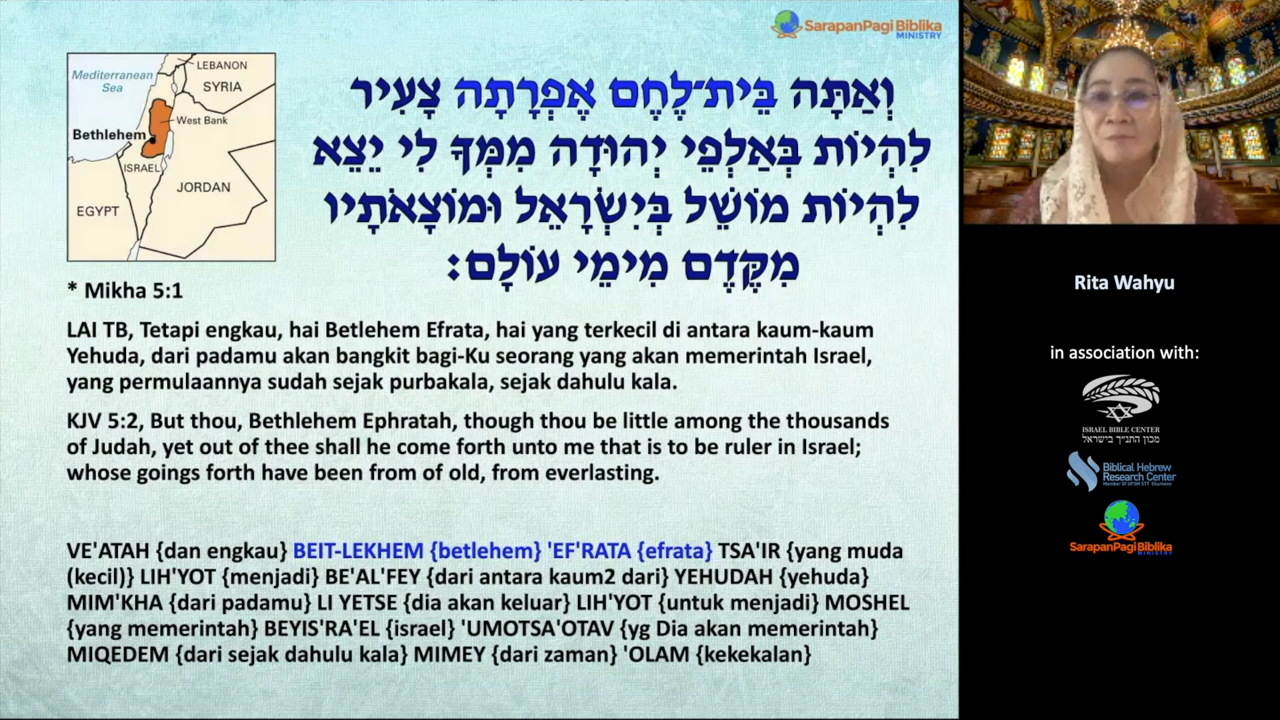 SarapanPagi Biblika
MINISTRY
Mediterranean
Sea
LEBANON
SYRIA
West Bank
Bethlehem
ISRAEL
JORDAN
EGYPT
וְאַתָּה בֵּית־לֶחֶם אֶפְרָתָה צָעִיר
לִהְיוֹת בְּאַלְפֵי יְהוּדָה מִמְּךָ לִי יֵצֵא
לִהְיוֹת מוֹשֵׁל בְּיִשְׂרָאֵל וּמוֹצָאֹתָיו
מִקֶּדֶם מִימֵי עוֹלָם׃
* Mikha 5:1
LAI TB, Tetapi engkau, hai Betlehem Efrata, hai yang terkecil di antara kaum-kaum
Yehuda, dari padamu akan bangkit bagi-Ku seorang yang akan memerintah Israel,
yang permulaannya sudah sejak purbakala, sejak dahulu kala.
KJV 5:2, But thou, Bethlehem Ephratah, though thou be little among the thousands
of Judah, yet out of thee shall he come forth unto me that is to be ruler in Israel;
whose goings forth have been from of old, from everlasting.
VE'ATAH {dan engkau} BEIT-LEKHEM {betlehem} 'EF'RATA {efrata} TSA'IR {yang muda
(kecil)} LIH'YOT {menjadi} BE'AL'FEY {dari antara kaum2 dari} YEHUDAH {yehuda}
MIM'KHA {dari padamu} LI YETSE {dia akan keluar} LIH'YOT {untuk menjadi} MOSHEL
{yang memerintah} BEYIS'RA'EL {israel} 'UMOTSA'OTAV {yg Dia akan memerintah}
MIQEDEM {dari sejak dahulu kala} MIMEY {dari zaman} 'OLAM {kekekalan}
Rita Wahyu
in association with:
ISRAEL BIBLE CENTER
מכון התנ״ך בישראל
Biblical Hebrew
Research Center
Member Of UPDH STT Ekumene
SarapanPagi Biblika
MINISTRY